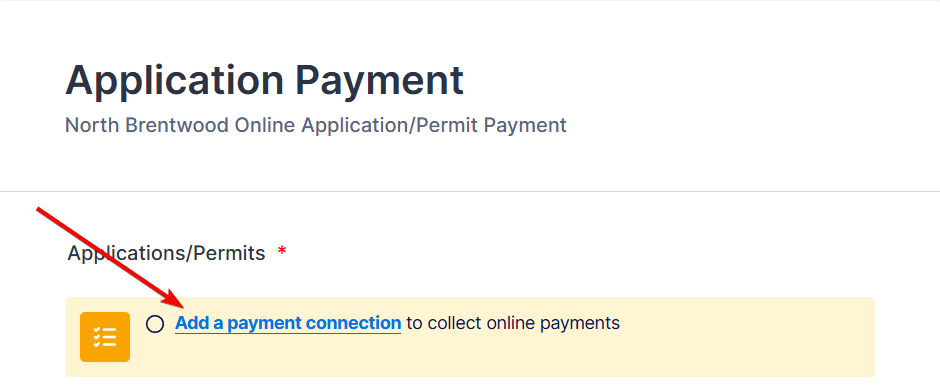 Application Payment
North Brentwood Online Application/Permit Payment
Applications/Permits *
Add a payment connection to collect online payments